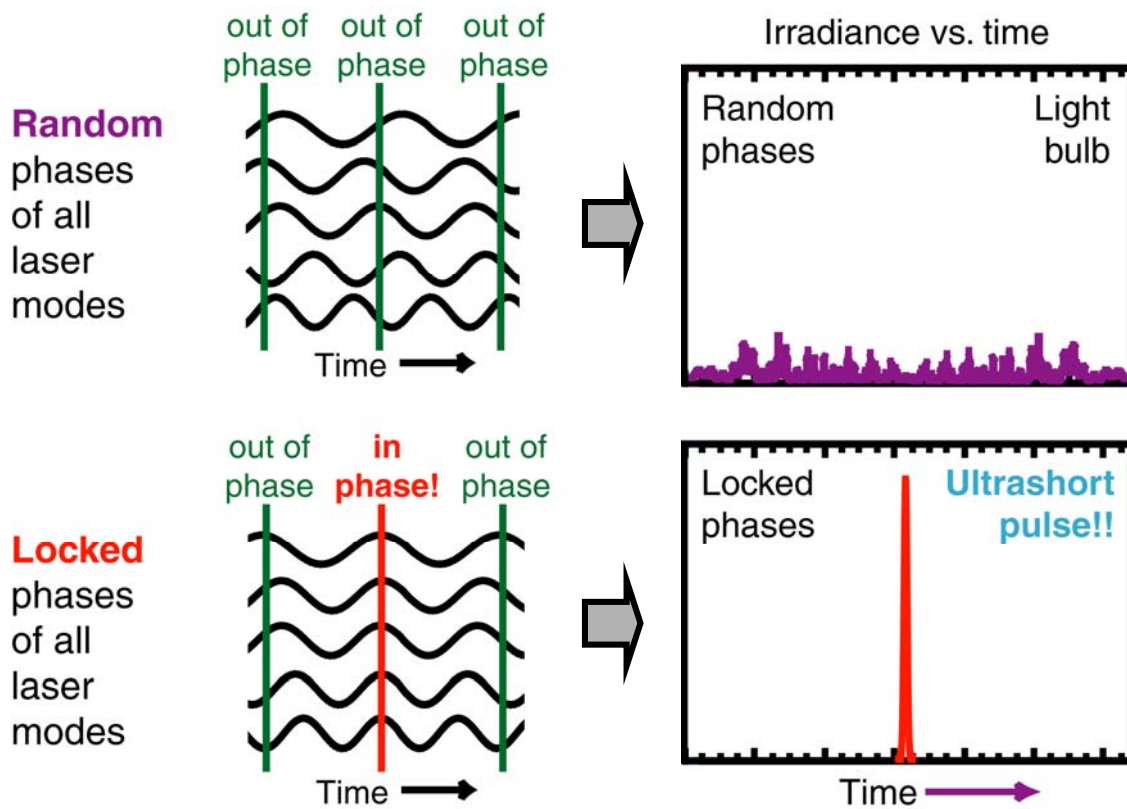 out of
phase
out of
phase
out of
phase
Random
phases
of all
laser
modes
Time
Irradiance vs. time
Random
phases
Light
bulb
out of
phase
in
phase!
out of
phase
Locked
phases
of all
laser
modes
Time
Locked
phases
Ultrashort
pulse!!
Time